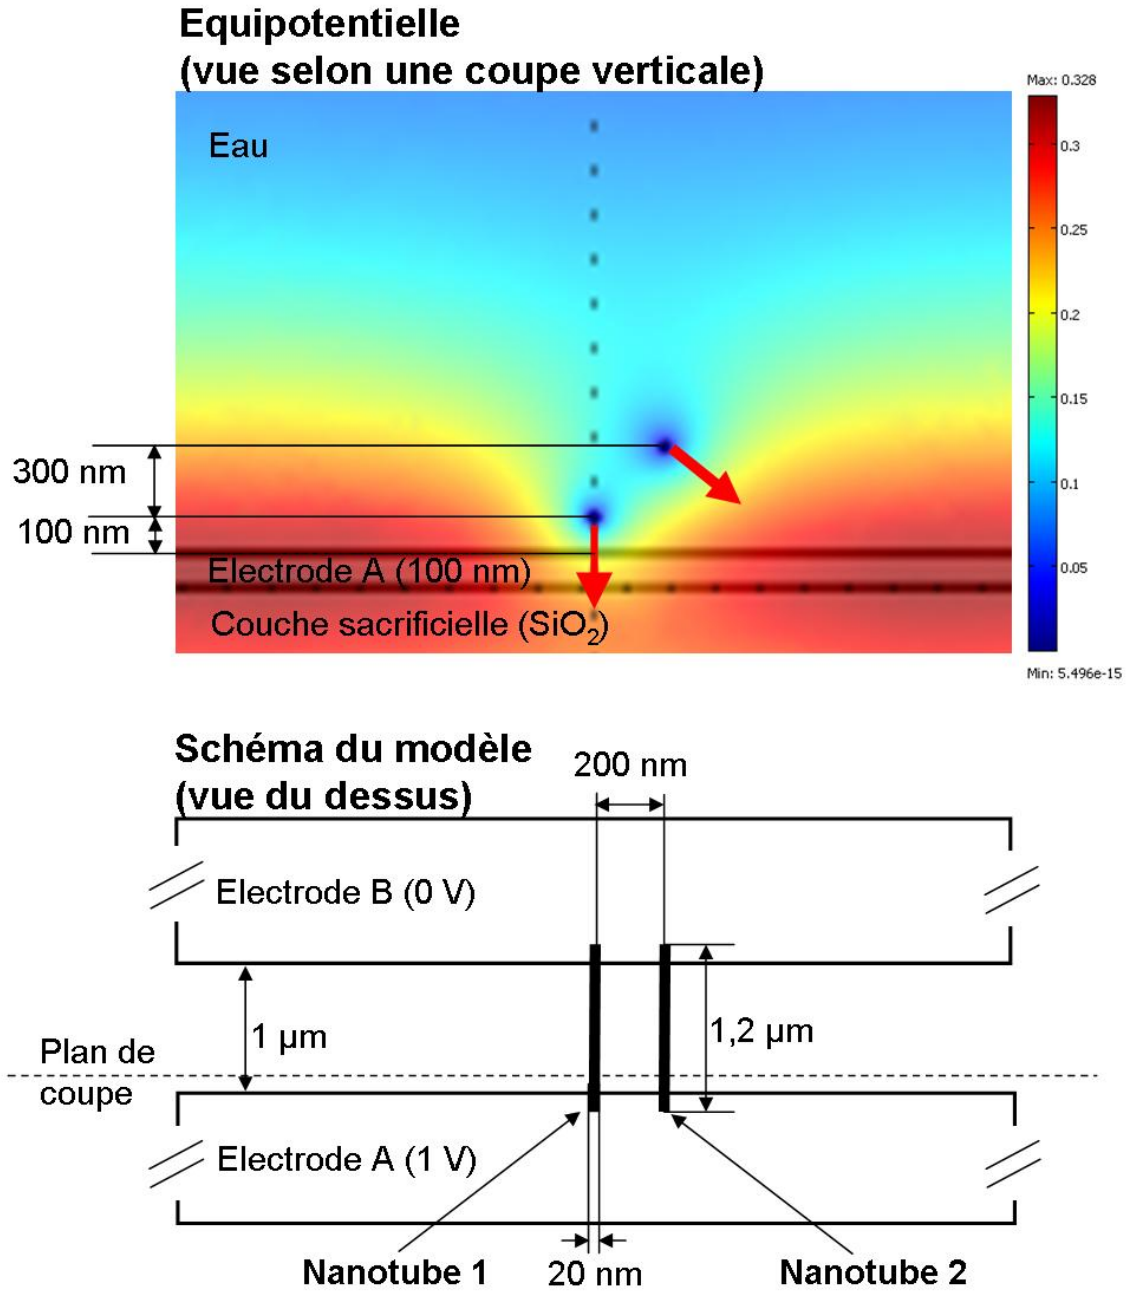 Equipotentielle
(vue selon une coupe verticale)
Max: 0.328
Eau
0.3
0.25
0.2
0.15
0.1
0.05
300 nm
100 nm
Electrode A (100 nm)
Couche sacrificielle (SiO₂)
Min: 5.496e-15
Schéma du modèle
(vue du dessus)
200 nm
Electrode B (0 V)
1 µm
1,2 µm
Plan de
coupe
Electrode A (1 V)
Nanotube 1
20 nm
Nanotube 2